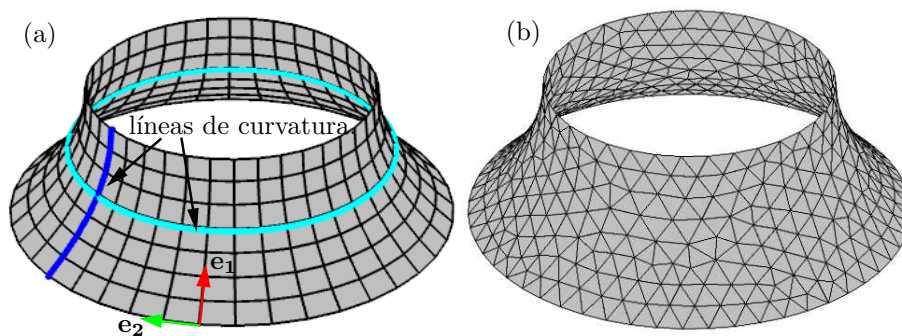 (a)
(b)
líneas de curvatura
e₁
e₂